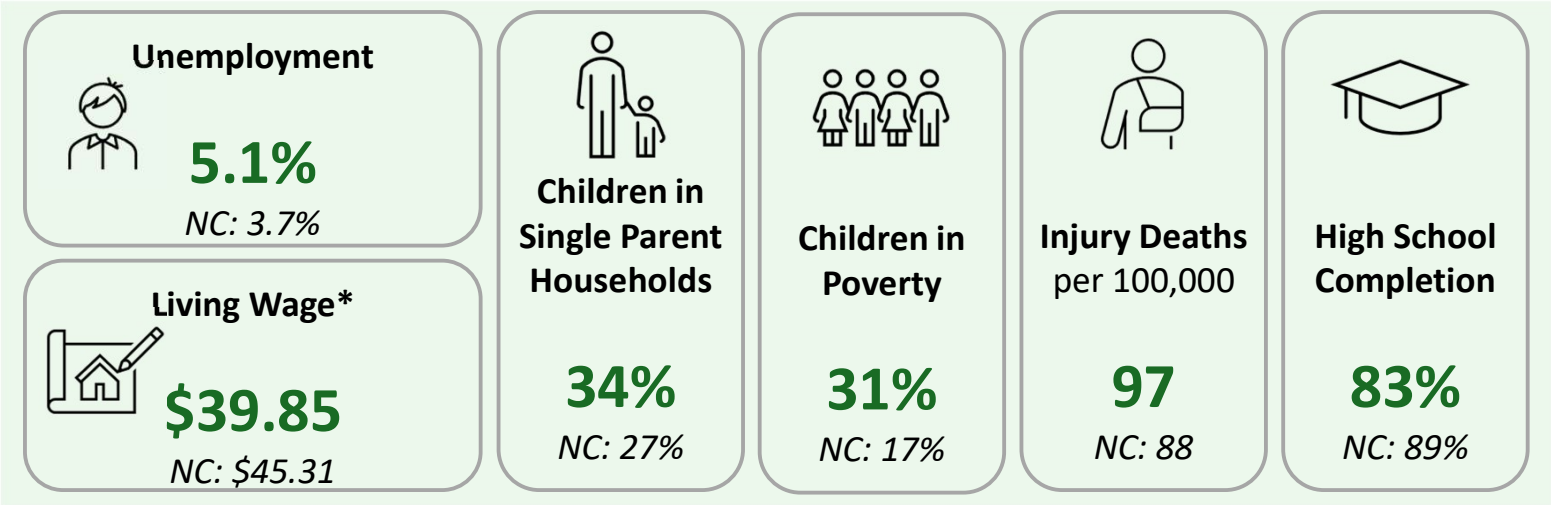 Unemployment
5.1%
NC: 3.7%
Living Wage*
$39.85
NC: $45.31
Children in
Single Parent
Households
34%
NC: 27%
Children in
Poverty
31%
NC: 17%
Injury Deaths
per 100,000
97
NC: 88
High School
Completion
83%
NC: 89%